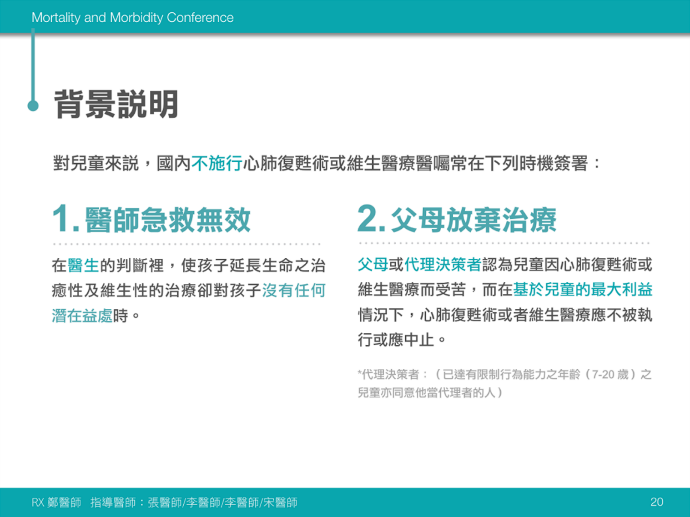 Mortality and Morbidity Conference
背景說明
對兒童來說，國內不施行心肺復甦術或維生醫療醫囑常在下列時機簽署：
1.醫師急救無效
在醫生的判斷裡，使孩子延長生命之治
癒性及維生性的治療卻對孩子沒有任何
潛在益處時。
2.父母放棄治療
父母或代理決策者認為兒童因心肺復甦術或
維生醫療而受苦，而在基於兒童的最大利益
情況下，心肺復甦術或者維生醫療應不被執
行或應中止。
*代理決策者：（已達有限制行為能力之年齡（7-20 歲）之
兒童亦同意他當代理者的人）
RX 鄭醫師 指導醫師：張醫師/李醫師/李醫師/宋醫師
20